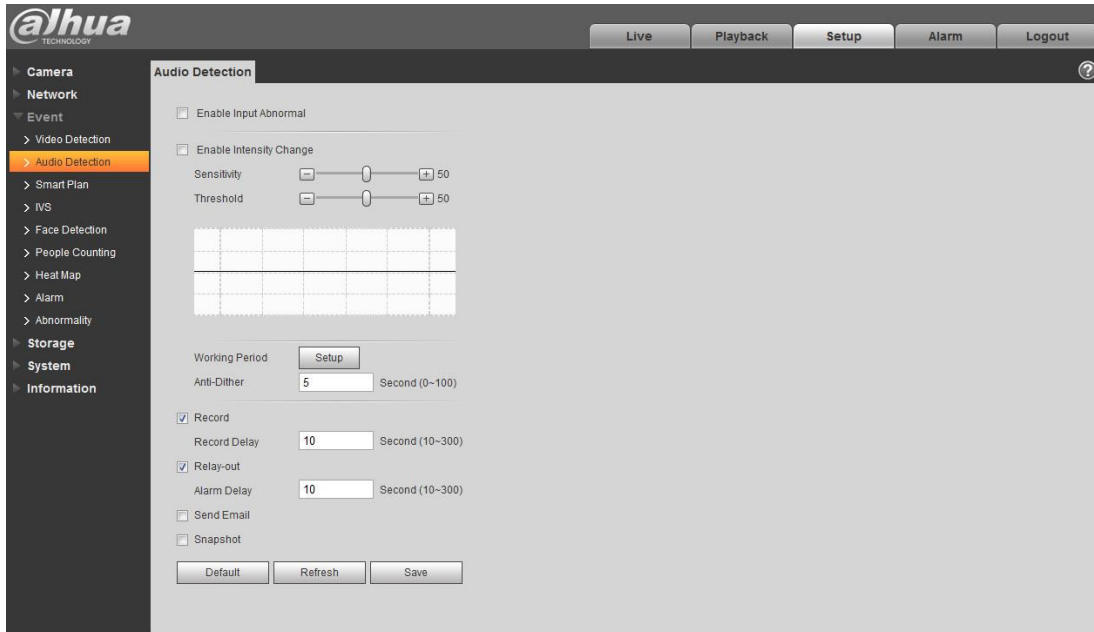 alhua
TECHNOLOGY
Live Playback Setup Alarm Logout
Camera
Network
Event
Video Detection
Audio Detection
Smart Plan
IVS
Face Detection
People Counting
Heat Map
Alarm
Abnormality
Storage
System
Information
Audio Detection
?
Enable Input Abnormal
Enable Intensity Change
Sensitivity 50
Threshold 50
Working Period Setup
Anti-Dither 5 Second (0~100)
Record
Record Delay 10 Second (10~300)
Relay-out
Alarm Delay 10 Second (10~300)
Send Email
Snapshot
Default Refresh Save